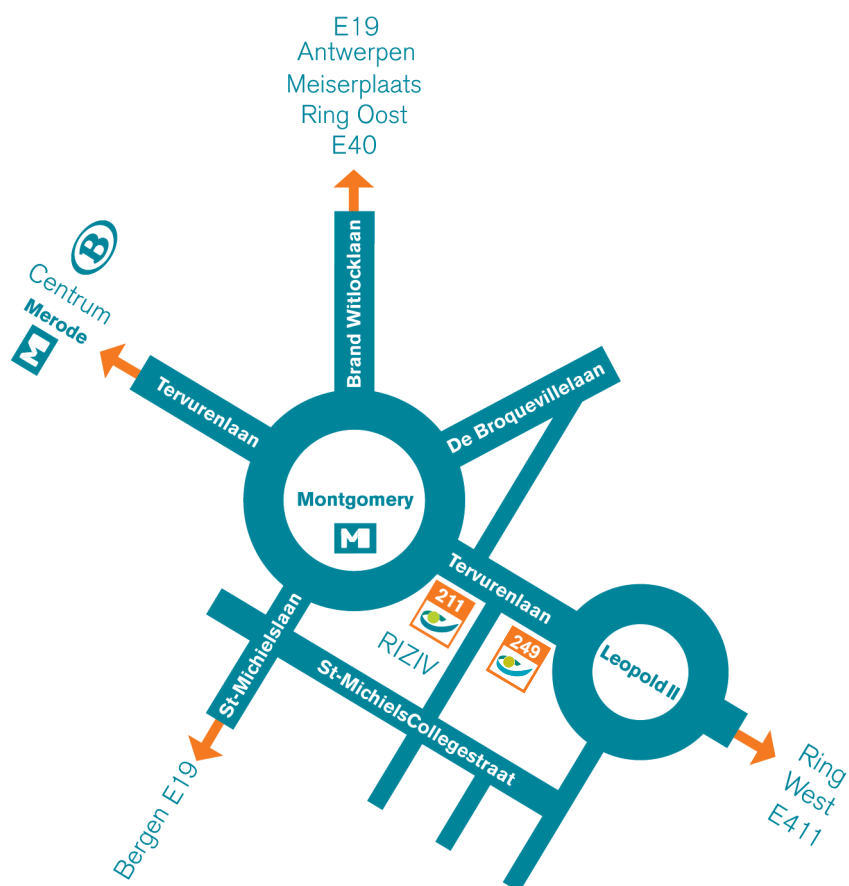 E19
Antwerpen
Meiserplaats
Ring Oost
E40
B
Centrum
Merode
M
Brand Witlocklaan
Tervurenlaan
De Broquevillelaan
Montgomery
M
Tervurenlaan
211
RIZIV
249
Leopold II
St-Michielslaan
St-MichielsCollegestraat
Bergen E19
Ring
West
E411